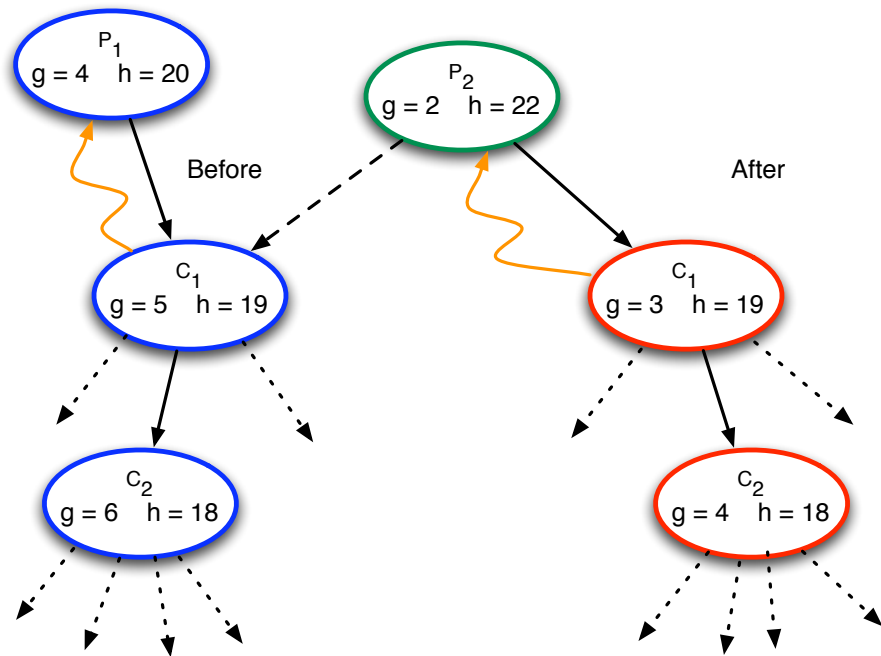 P1
g = 4 h = 20
P2
g = 2 h = 22
Before
After
C1
g = 5 h = 19
C1
g = 3 h = 19
C2
g = 6 h = 18
C2
g = 4 h = 18